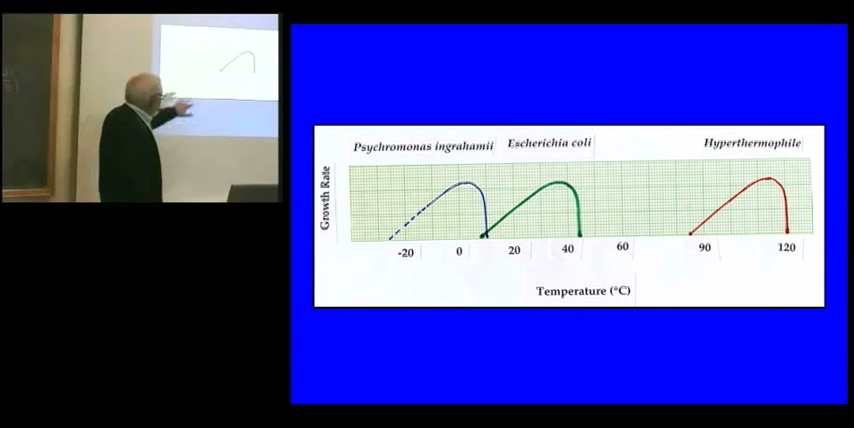 Psychromonas ingrahamii Escherichia coli Hyperthermophile
Growth Rate
-20 0 20 40 60 90 120
Temperature (°C)